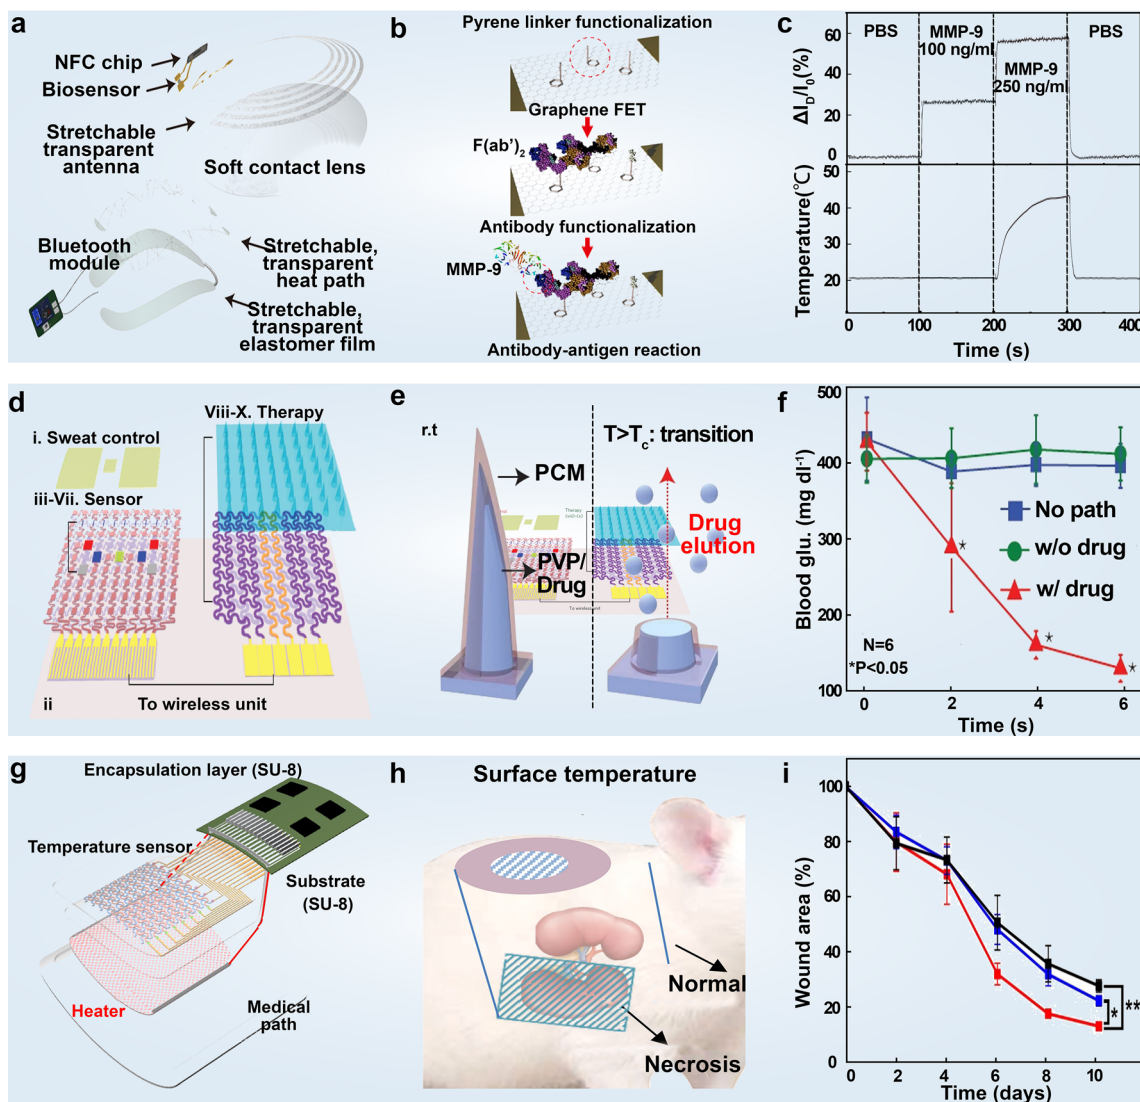 a
NFC chip
Biosensor
Stretchable
transparent
antenna
Soft contact lens
Bluetooth
module
Stretchable,
transparent
heat path
Stretchable,
transparent
elastomer film
b
Pyrene linker functionalization
Graphene FET
F(ab')₂
Antibody functionalization
MMP-9
Antibody-antigen reaction
c
PBS
MMP-9
100 ng/ml
MMP-9
250 ng/ml
PBS
ΔI_D/I₀(%)
60
40
20
0
Temperature(℃)
50
40
30
20
0
100
200
300
400
Time (s)
d
Viii-X. Therapy
i. Sweat control
iii-Vii. Sensor
ii
To wireless unit
e
r.t
T>Tc: transition
PCM
Drug
elution
PVP/
Drug
To wireless unit
f
Blood glu. (mg dl⁻¹)
500
400
300
200
100
No path
w/o drug
w/ drug
N=6
*P<0.05
0
2
4
6
Time (s)
g
Encapsulation layer (SU-8)
Temperature sensor
Substrate
(SU-8)
Heater
Medical
path
h
Surface temperature
Normal
Necrosis
i
Wound area (%)
100
80
60
40
20
0
*
**
0
2
4
6
8
10
Time (days)